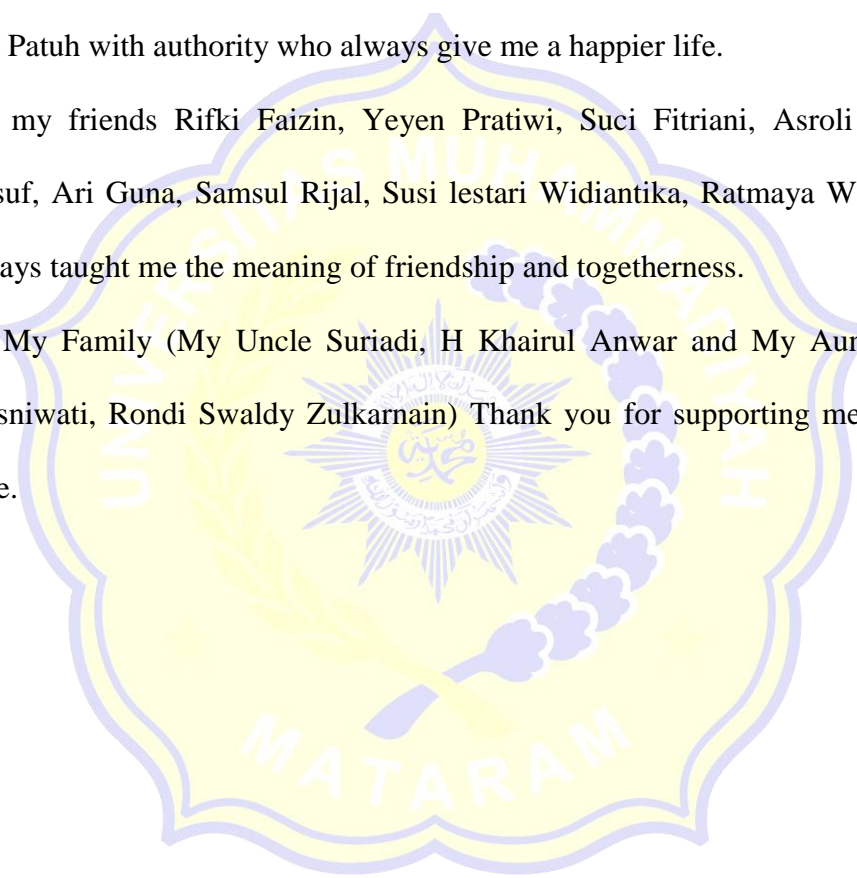 Patuh with authority who always give me a happier life.
my friends Rifki Faizin, Yeyen Pratiwi, Suci Fitriani, Asroli
suf, Ari Guna, Samsul Rijal, Susi lestari Widiantika, Ratmaya W
ays taught me the meaning of friendship and togetherness.
My Family (My Uncle Suriadi, H Khairul Anwar and My Aun
sniwati, Rondi Swaldy Zulkarnain) Thank you for supporting me
e.
UNIVERSITAS MUHAMMADIYAH
MATARAM